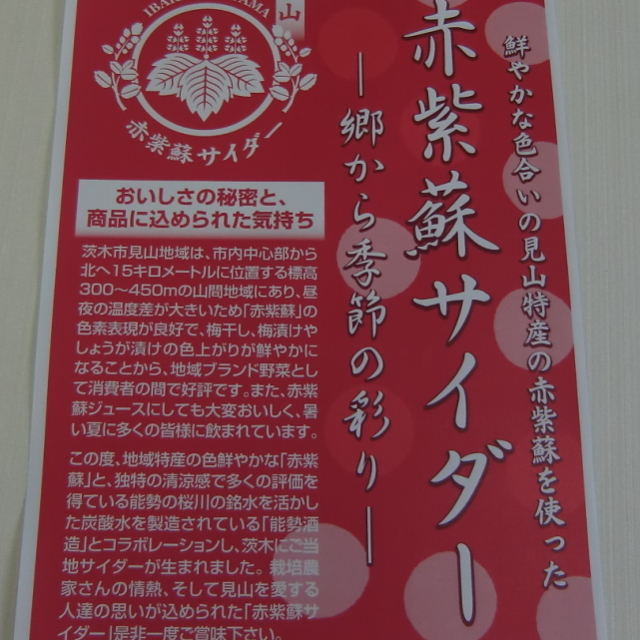 鮮やかな色合いの見山特産の赤紫蘇を使った
赤紫蘇サイダー
―郷から季節の彩り―
山
赤紫蘇サイダー
おいしさの秘密と、
商品に込められた気持ち
茨木市見山地域は、市内中心部から
北へ15キロメートルに位置する標高
300〜450mの山間地域にあり、昼
夜の温度差が大きいため「赤紫蘇」の
色素表現が良好で、梅干し、梅漬けや
しょうが漬けの色上がりが鮮やかに
なることから、地域ブランド野菜とし
て消費者の間で好評です。また、赤紫
蘇ジュースにしても大変おいしく、暑
い夏に多くの皆様に飲まれています。
この度、地域特産の色鮮やかな「赤紫
蘇」と、独特の清涼感で多くの評価を
得ている能勢の桜川の銘水を活かし
た炭酸水を製造されている「能勢酒
造」とコラボレーションし、茨木にご当
地サイダーが生まれました。栽培農
家さんの情熱、そして見山を愛する
人達の思いが込められた「赤紫蘇サ
イダー」是非一度ご賞味下さい。